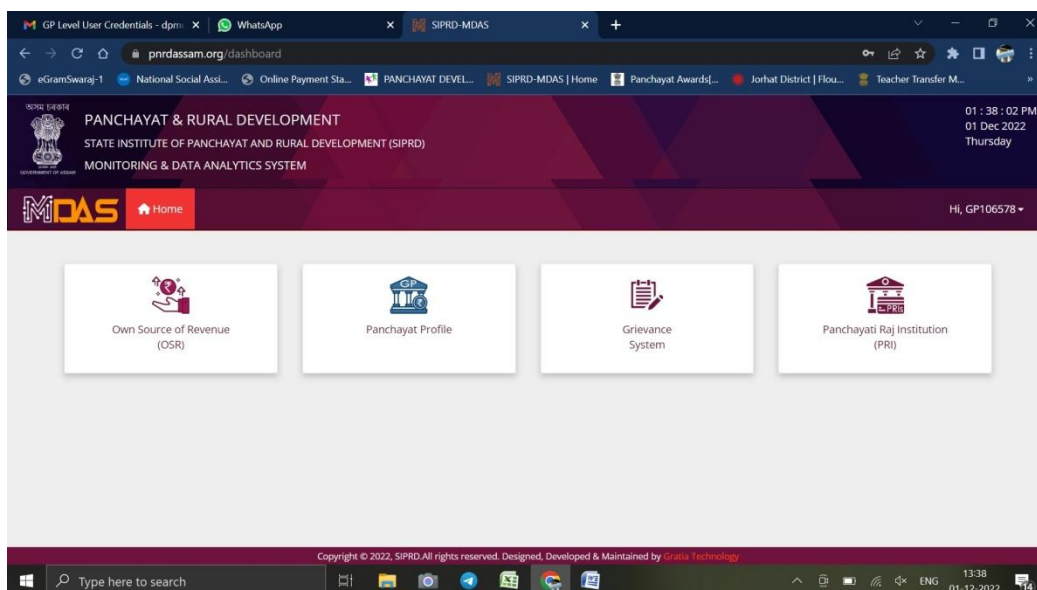 GP Level User Credentials - dpm
WhatsApp
SIPRD-MDAS
pnrdassam.org/dashboard
eGramSwaraj-1
National Social Assi...
Online Payment Sta...
PANCHAYAT DEVEL...
SIPRD-MDAS | Home
Panchayat Awards[...
Jorhat District | Flou...
Teacher Transfer M...
»
অসম চৰকাৰ
GOVERNMENT OF ASSAM
PANCHAYAT & RURAL DEVELOPMENT
STATE INSTITUTE OF PANCHAYAT AND RURAL DEVELOPMENT (SIPRD)
MONITORING & DATA ANALYTICS SYSTEM
01 : 38 : 02 PM
01 Dec 2022
Thursday
MDAS
Home
Hi, GP106578
Own Source of Revenue
(OSR)
GP
Panchayat Profile
Grievance
System
PRIs
Panchayati Raj Institution
(PRI)
Copyright © 2022, SIPRD.All rights reserved. Designed, Developed & Maintained by Gratia Technology
Type here to search
ENG
13:38
01-12-2022
14